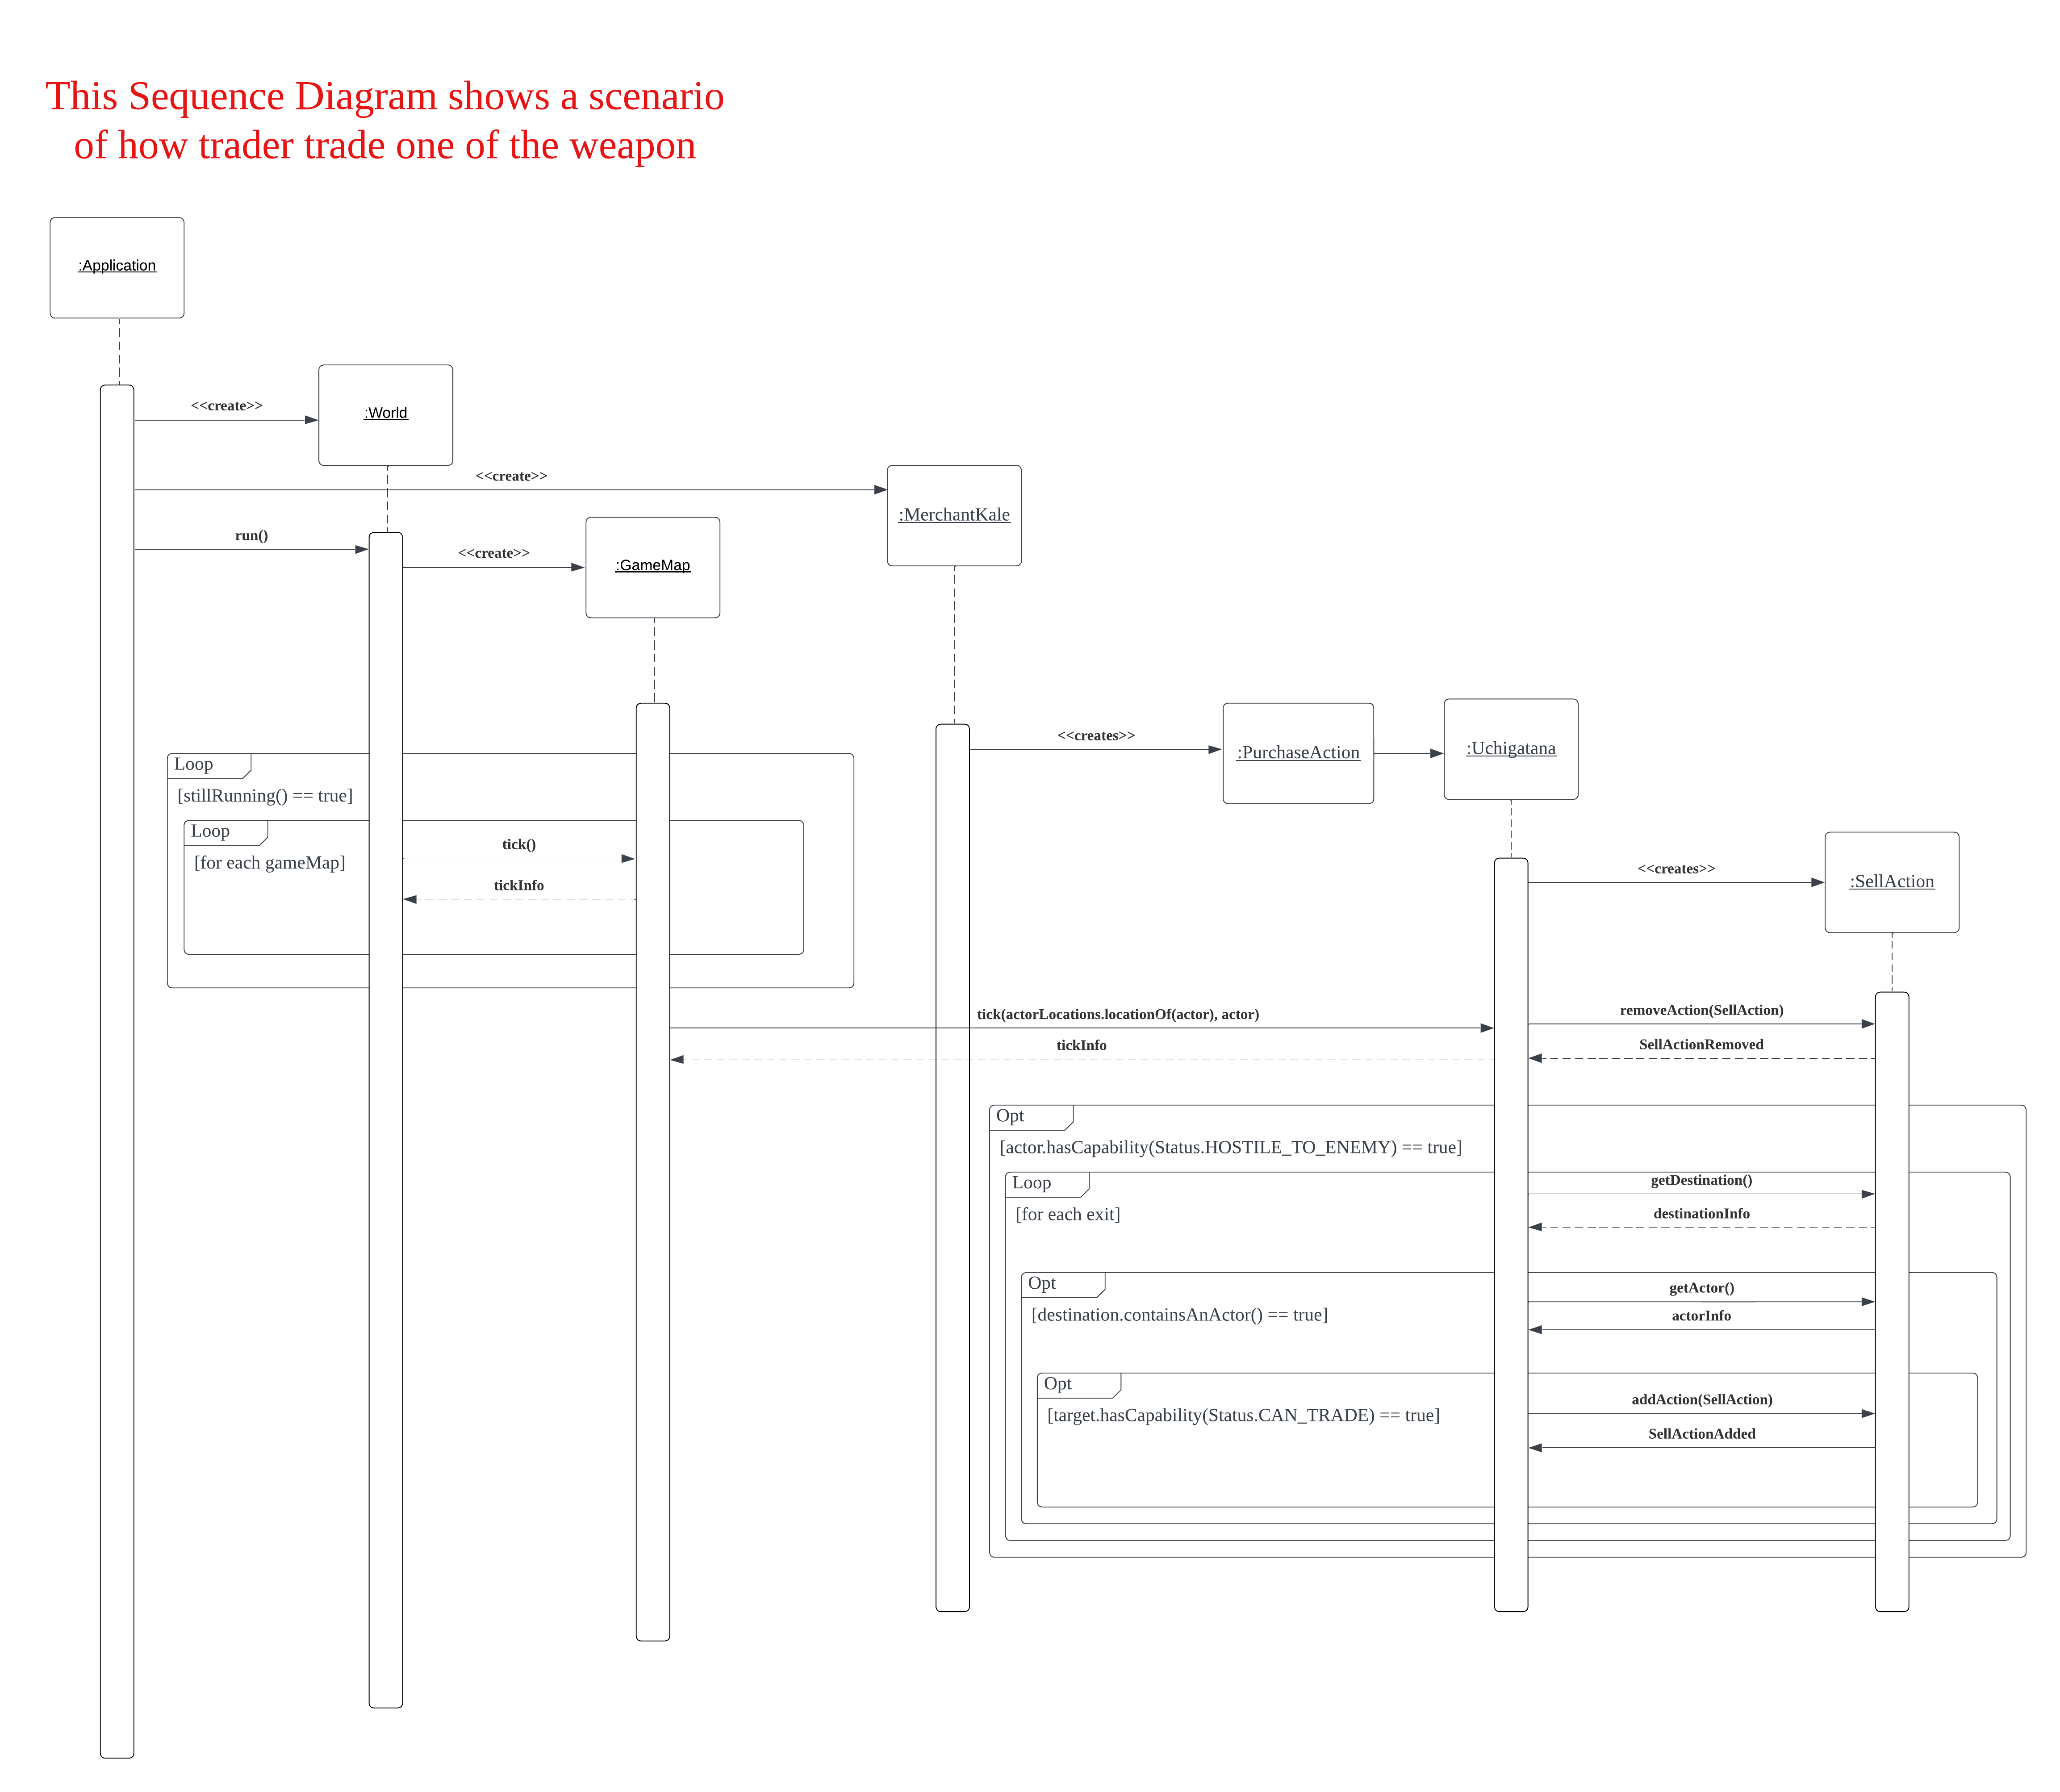 This Sequence Diagram shows a scenario
of how trader trade one of the weapon
:Application
:World
<<create>>
<<create>>
:MerchantKale
run()
<<create>>
:GameMap
<<creates>>
:PurchaseAction
:Uchigatana
Loop
[stillRunning() == true]
Loop
[for each gameMap]
tick()
tickInfo
<<creates>>
:SellAction
tick(actorLocations.locationOf(actor), actor)
tickInfo
removeAction(SellAction)
SellActionRemoved
Opt
[actor.hasCapability(Status.HOSTILE_TO_ENEMY) == true]
Loop
[for each exit]
getDestination()
destinationInfo
Opt
[destination.containsAnActor() == true]
getActor()
actorInfo
Opt
[target.hasCapability(Status.CAN_TRADE) == true]
addAction(SellAction)
SellActionAdded